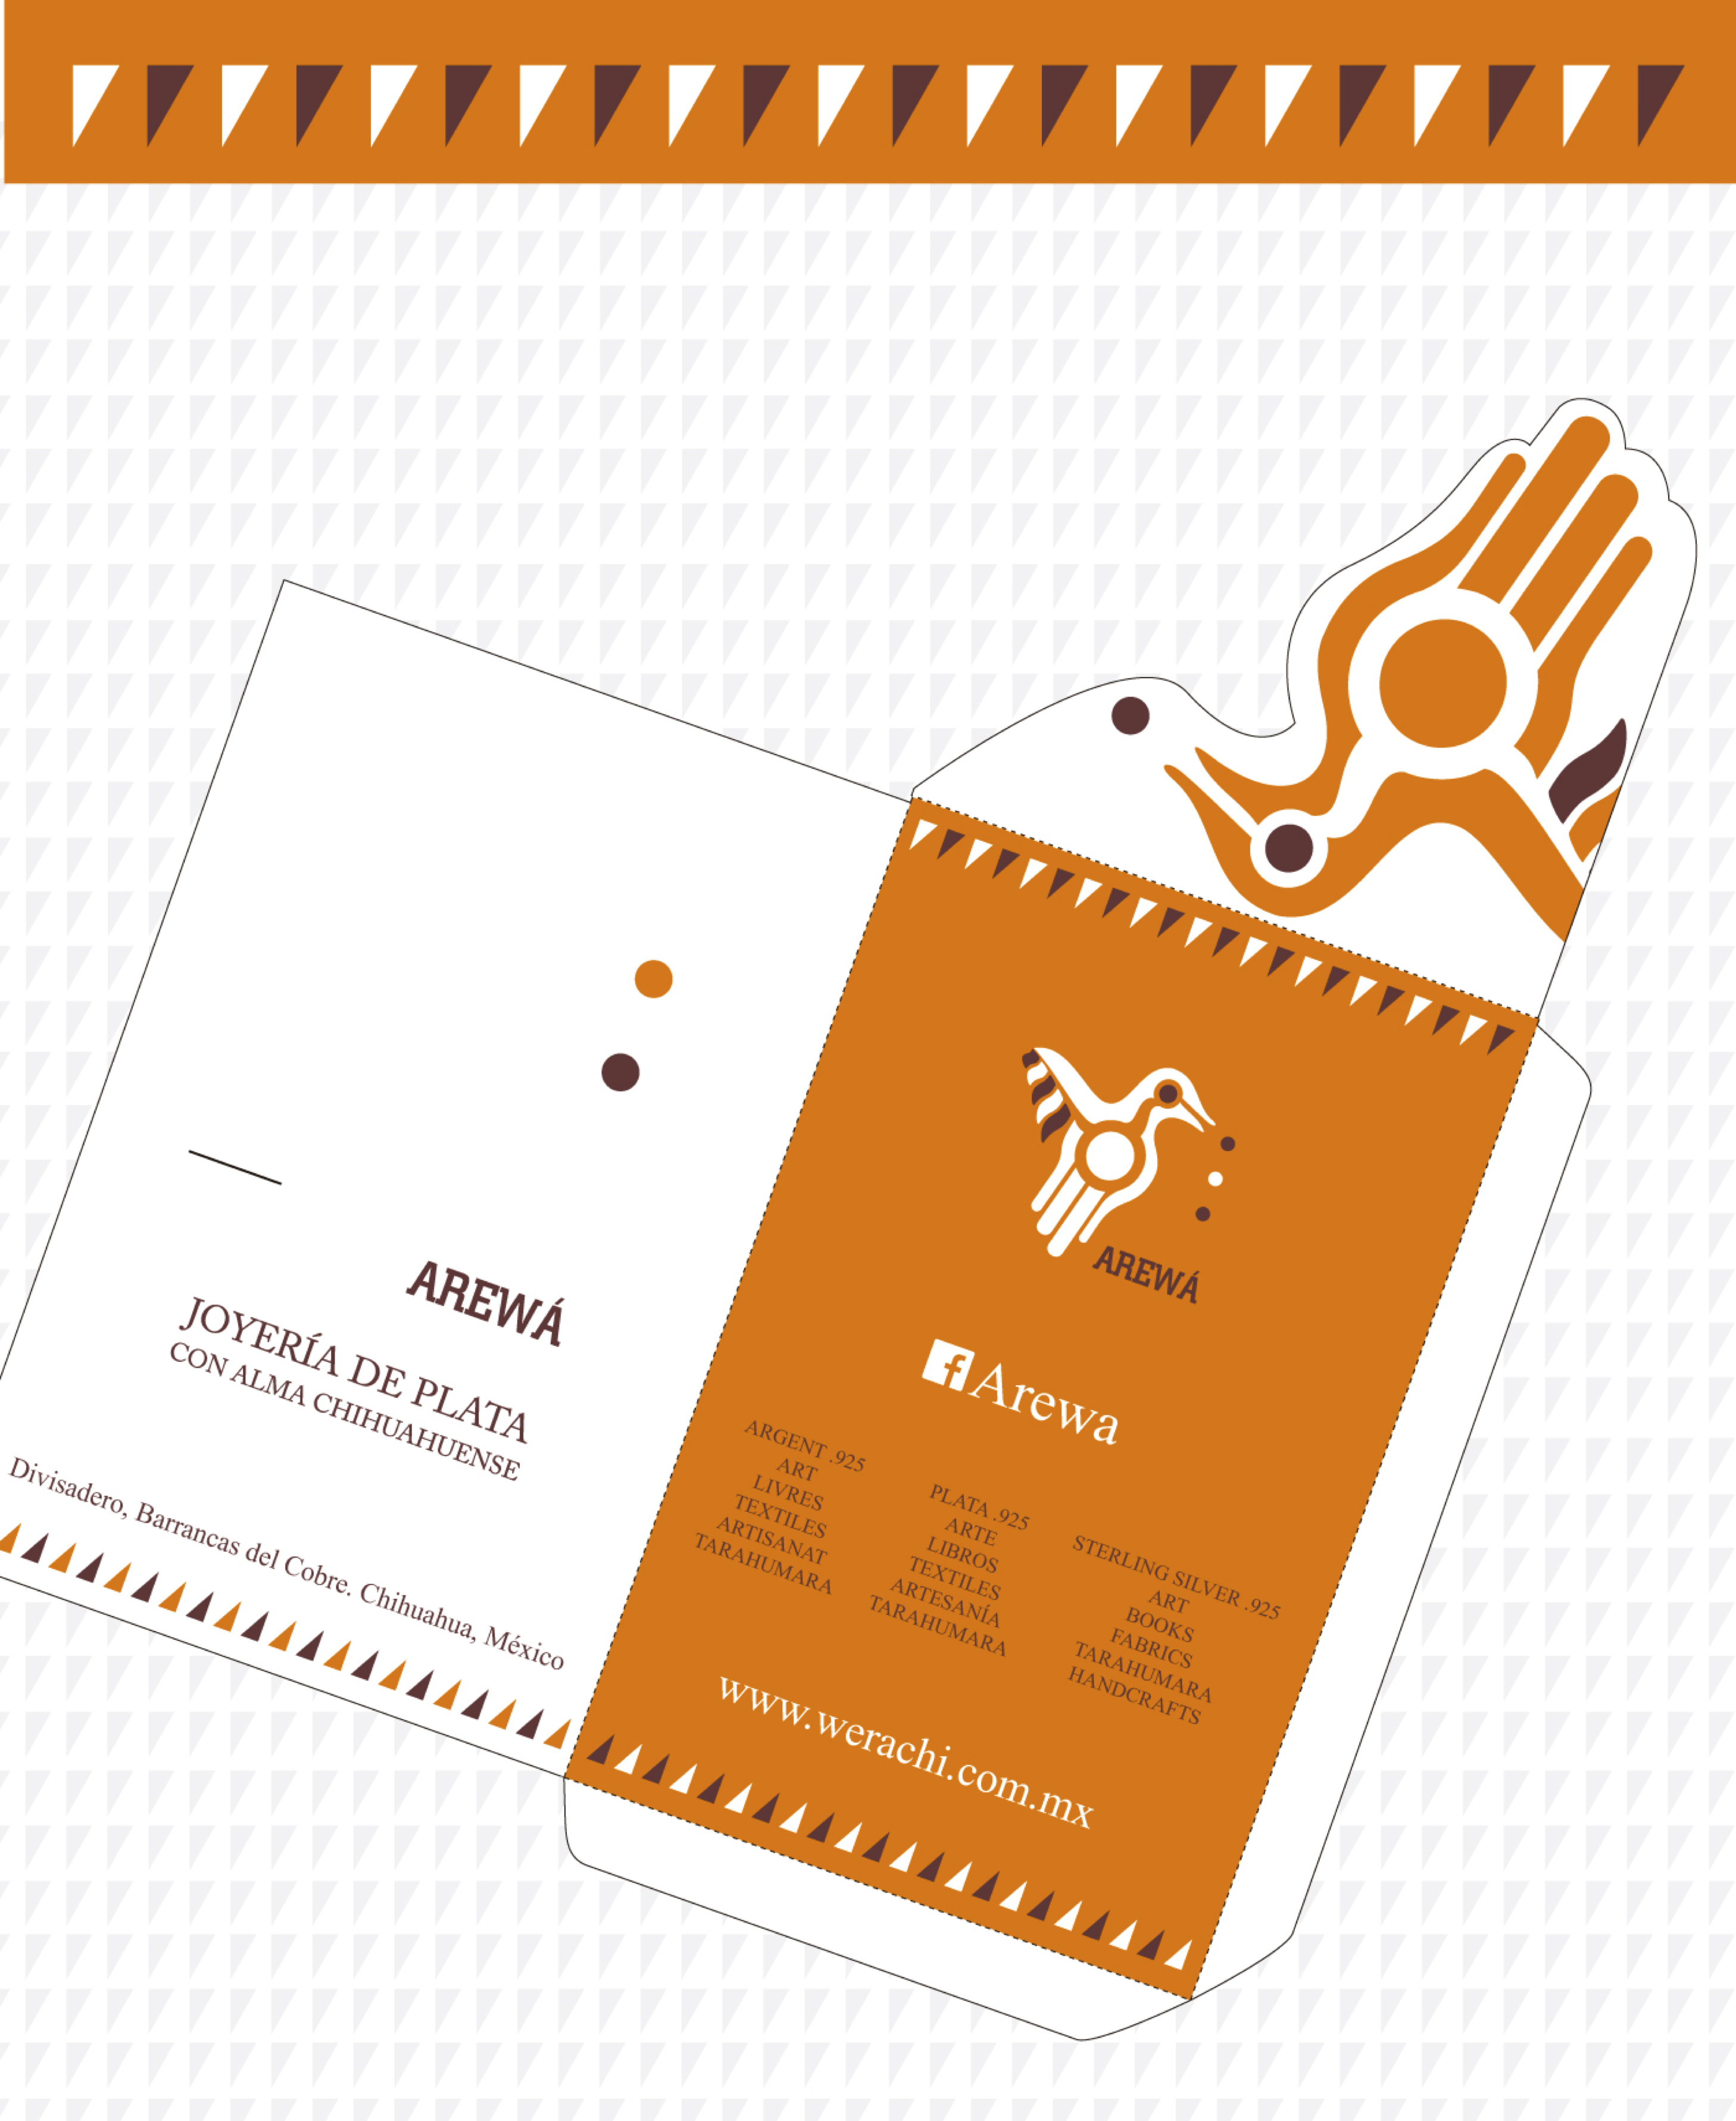 AREWÁ
JOYERÍA DE PLATA
CON ALMA CHIHUAHUENSE
Divisadero, Barrancas del Cobre. Chihuahua, México
AREWÁ
f Arewa
ARGENT .925
ART
LIVRES
TEXTILES
ARTISANAT
TARAHUMARA
PLATA .925
ARTE
LIBROS
TEXTILES
ARTESANÍA
TARAHUMARA
STERLING SILVER .925
ART
BOOKS
FABRICS
TARAHUMARA
HANDCRAFTS
www.werachi.com.mx